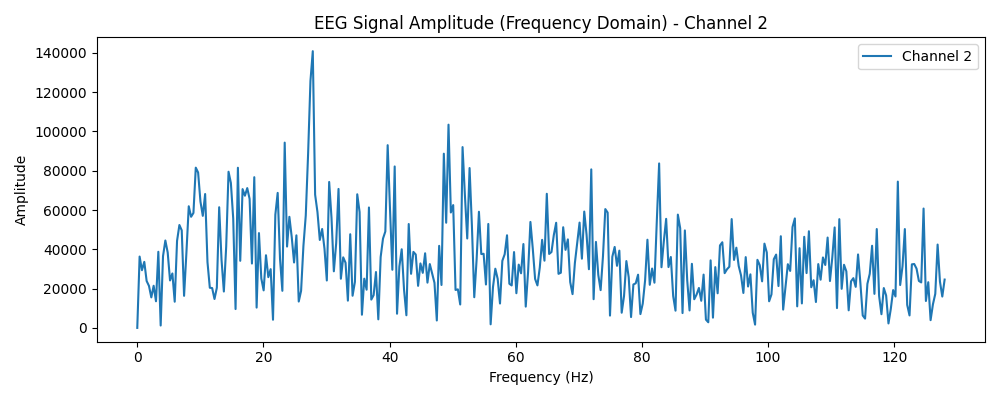 EEG Signal Amplitude (Frequency Domain) - Channel 2
Channel 2
140000
120000
100000
80000
60000
40000
20000
0
Amplitude
0 20 40 60 80 100 120
Frequency (Hz)